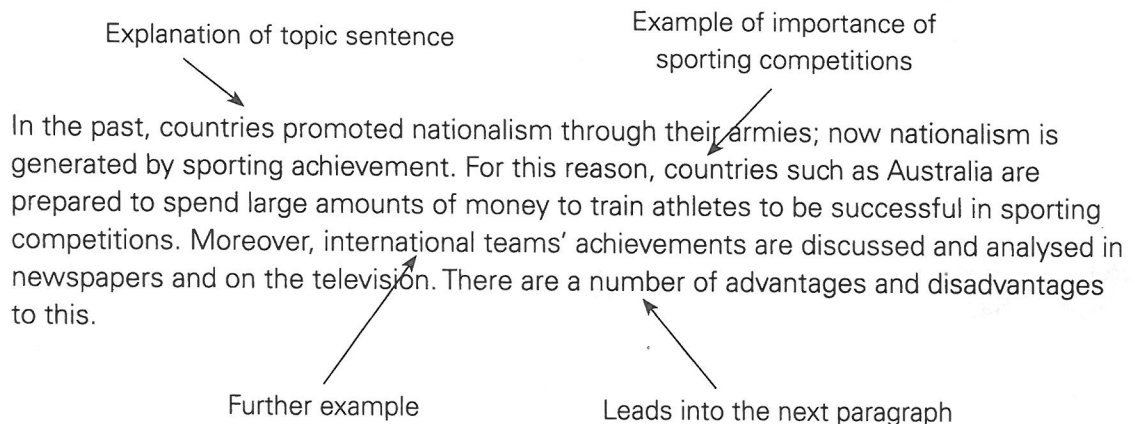 Explanation of topic sentence
Example of importance of
sporting competitions
In the past, countries promoted nationalism through their armies; now nationalism is
generated by sporting achievement. For this reason, countries such as Australia are
prepared to spend large amounts of money to train athletes to be successful in sporting
competitions. Moreover, international teams’ achievements are discussed and analysed in
newspapers and on the television. There are a number of advantages and disadvantages
to this.
Further example
Leads into the next paragraph